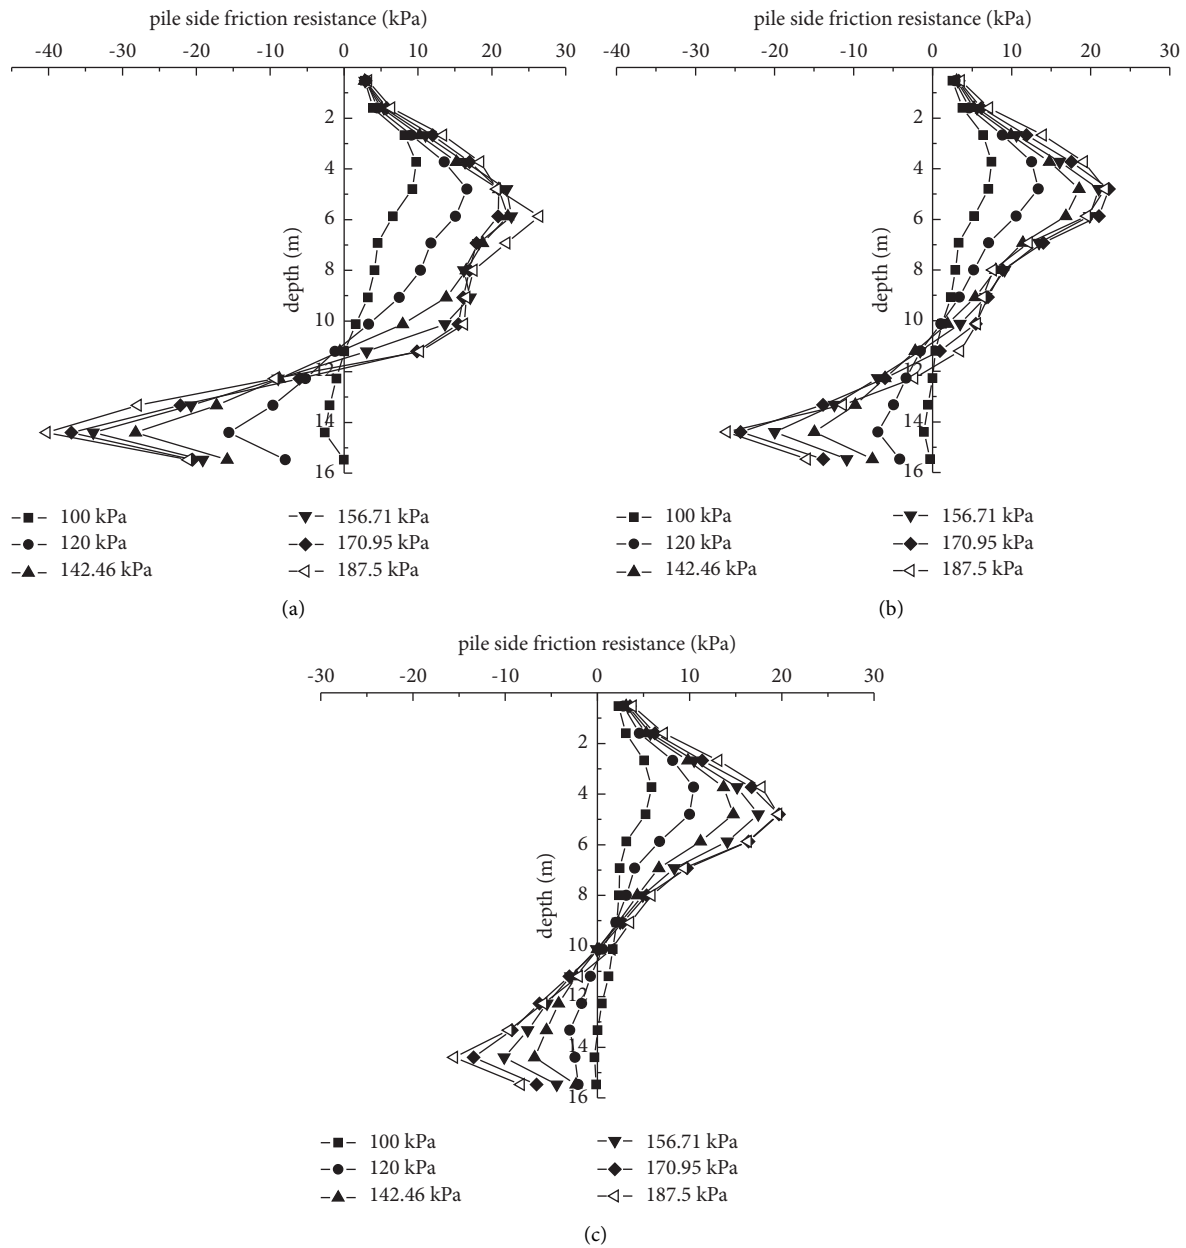 pile side friction resistance (kPa)
-40 -30 -20 -10 0 10 20 30
2
4
6
8
10
12
14
16
depth (m)
100 kPa
120 kPa
142.46 kPa
156.71 kPa
170.95 kPa
187.5 kPa
(a)
pile side friction resistance (kPa)
-40 -30 -20 -10 0 10 20 30
2
4
6
8
10
12
14
16
depth (m)
100 kPa
120 kPa
142.46 kPa
156.71 kPa
170.95 kPa
187.5 kPa
(b)
pile side friction resistance (kPa)
-30 -20 -10 0 10 20 30
2
4
6
8
10
12
14
16
depth (m)
100 kPa
120 kPa
142.46 kPa
156.71 kPa
170.95 kPa
187.5 kPa
(c)